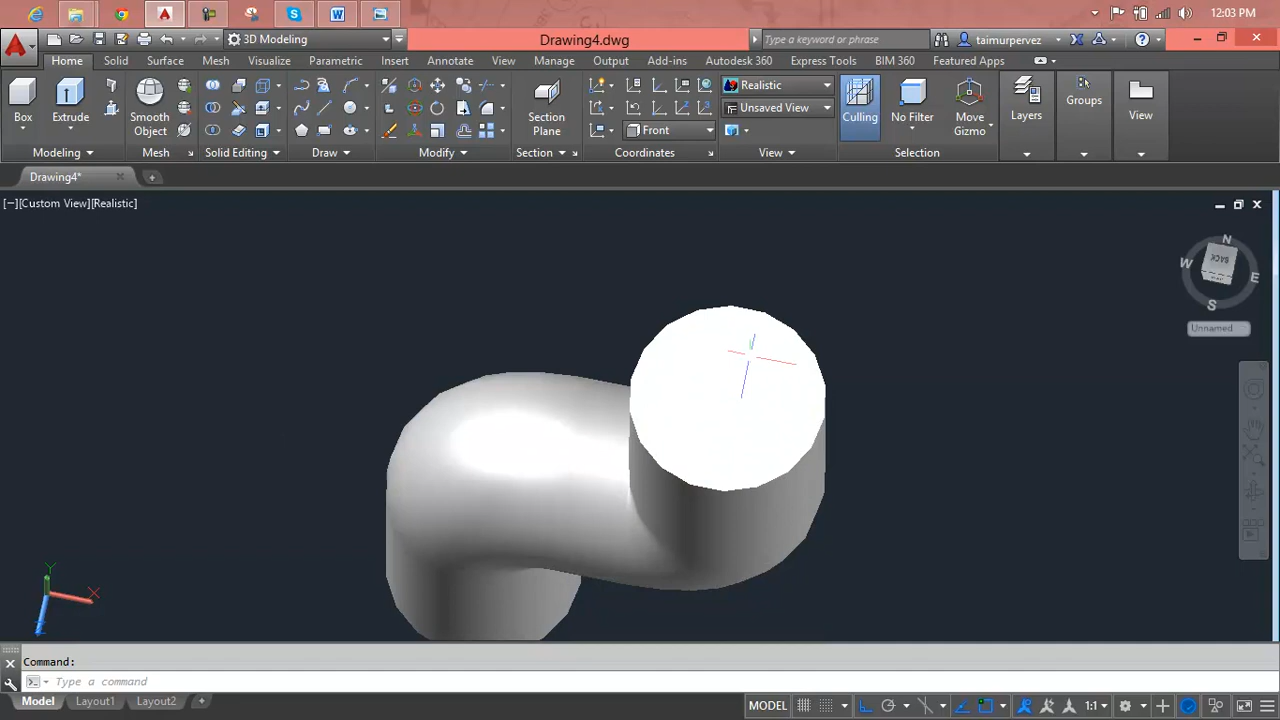 12:03 PM
3D Modeling
Drawing4.dwg
Type a keyword or phrase
taimurpervez
Home Solid Surface Mesh Visualize Parametric Insert Annotate View Manage Output Add-ins Autodesk 360 Express Tools BIM 360 Featured Apps
Box
Extrude
Smooth
Object
Section
Plane
Front
Realistic
Unsaved View
Culling
No Filter
Move
Gizmo
Layers
Groups
View
Modeling Mesh Solid Editing Draw Modify Section Coordinates View Selection
Drawing4*
[−][Custom View][Realistic]
N
W
BACK
E
S
Unnamed
Y
X
Command:
Type a command
Model Layout1 Layout2
MODEL
1:1